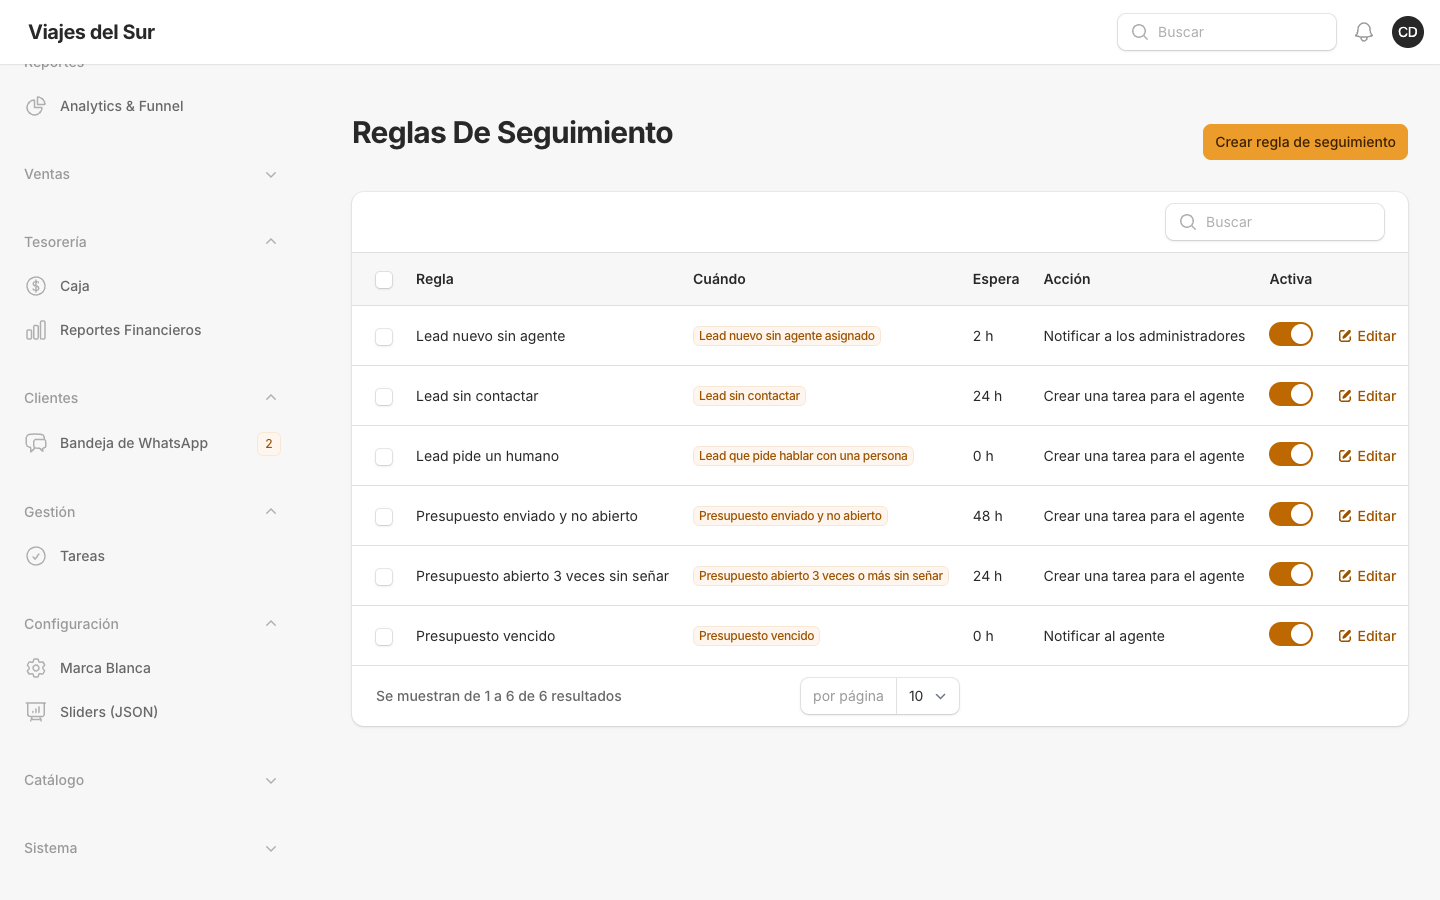 Viajes del Sur
Buscar
CD
Reportes
Analytics & Funnel
Ventas
Tesorería
Caja
Reportes Financieros
Clientes
Bandeja de WhatsApp 2
Gestión
Tareas
Configuración
Marca Blanca
Sliders (JSON)
Catálogo
Sistema
Reglas De Seguimiento
Crear regla de seguimiento
Buscar
Regla Cuándo Espera Acción Activa
Lead nuevo sin agente Lead nuevo sin agente asignado 2 h Notificar a los administradores Editar
Lead sin contactar Lead sin contactar 24 h Crear una tarea para el agente Editar
Lead pide un humano Lead que pide hablar con una persona 0 h Crear una tarea para el agente Editar
Presupuesto enviado y no abierto Presupuesto enviado y no abierto 48 h Crear una tarea para el agente Editar
Presupuesto abierto 3 veces sin señar Presupuesto abierto 3 veces o más sin señar 24 h Crear una tarea para el agente Editar
Presupuesto vencido Presupuesto vencido 0 h Notificar al agente Editar
Se muestran de 1 a 6 de 6 resultados por página 10